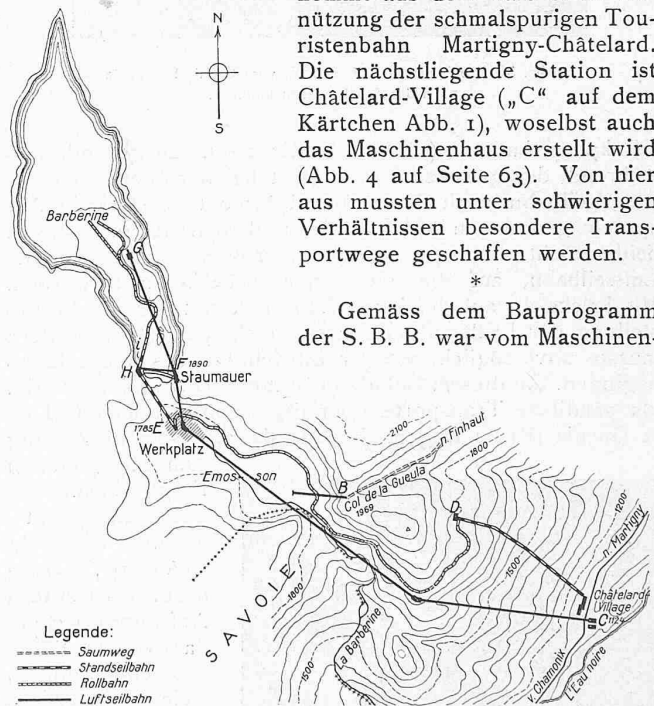 nützung der schmalspurigen Tou-
ristenbahn Martigny-Châtelard.
Die nächstliegende Station ist
Châtelard-Village („C“ auf dem
Kärtchen Abb. 1), woselbst auch
das Maschinenhaus erstellt wird
(Abb. 4 auf Seite 63). Von hier
aus mussten unter schwierigen
Verhältnissen besondere Trans-
portwege geschaffen werden.
*
Gemäss dem Bauprogramm
der S. B. B. war vom Maschinen-
N
S
Barberine
G
i
H
F 1890
Staumauer
1785 E
Werkplatz
Emosson
2100
n. Finhaut
1800
B
Col de la Gueula
1969
D
1200
n. Martigny
1500
Châtelard-
Village
C 1124
SAVOIE
1800
La Barberine
1500
v. Chamonix
L'Eau noire
Legende:
Saumweg
Standseilbahn
Rollbahn
Luftseilbahn